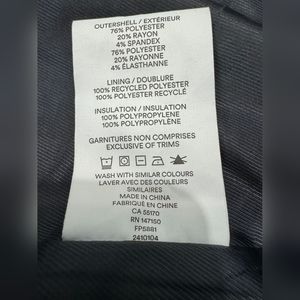 OUTERSHELL / EXTÉRIEUR
76% POLYESTER
20% RAYON
4% SPANDEX
76% POLYESTER
20% RAYONNE
4% ÉLASTHANNE
LINING / DOUBLURE
100% RECYCLED POLYESTER
100% POLYESTER RECYCLÉ
INSULATION / INSULATION
100% POLYPROPYLENE
100% POLYPROPYLÈNE
GARNITURES NON COMPRISES
EXCLUSIVE OF TRIMS
WASH WITH SIMILAR COLOURS
LAVER AVEC DES COULEURS
SIMILAIRES
MADE IN CHINA
FABRIQUÉ EN CHINE
CA 55170
RN 147150
FP5881
2410104